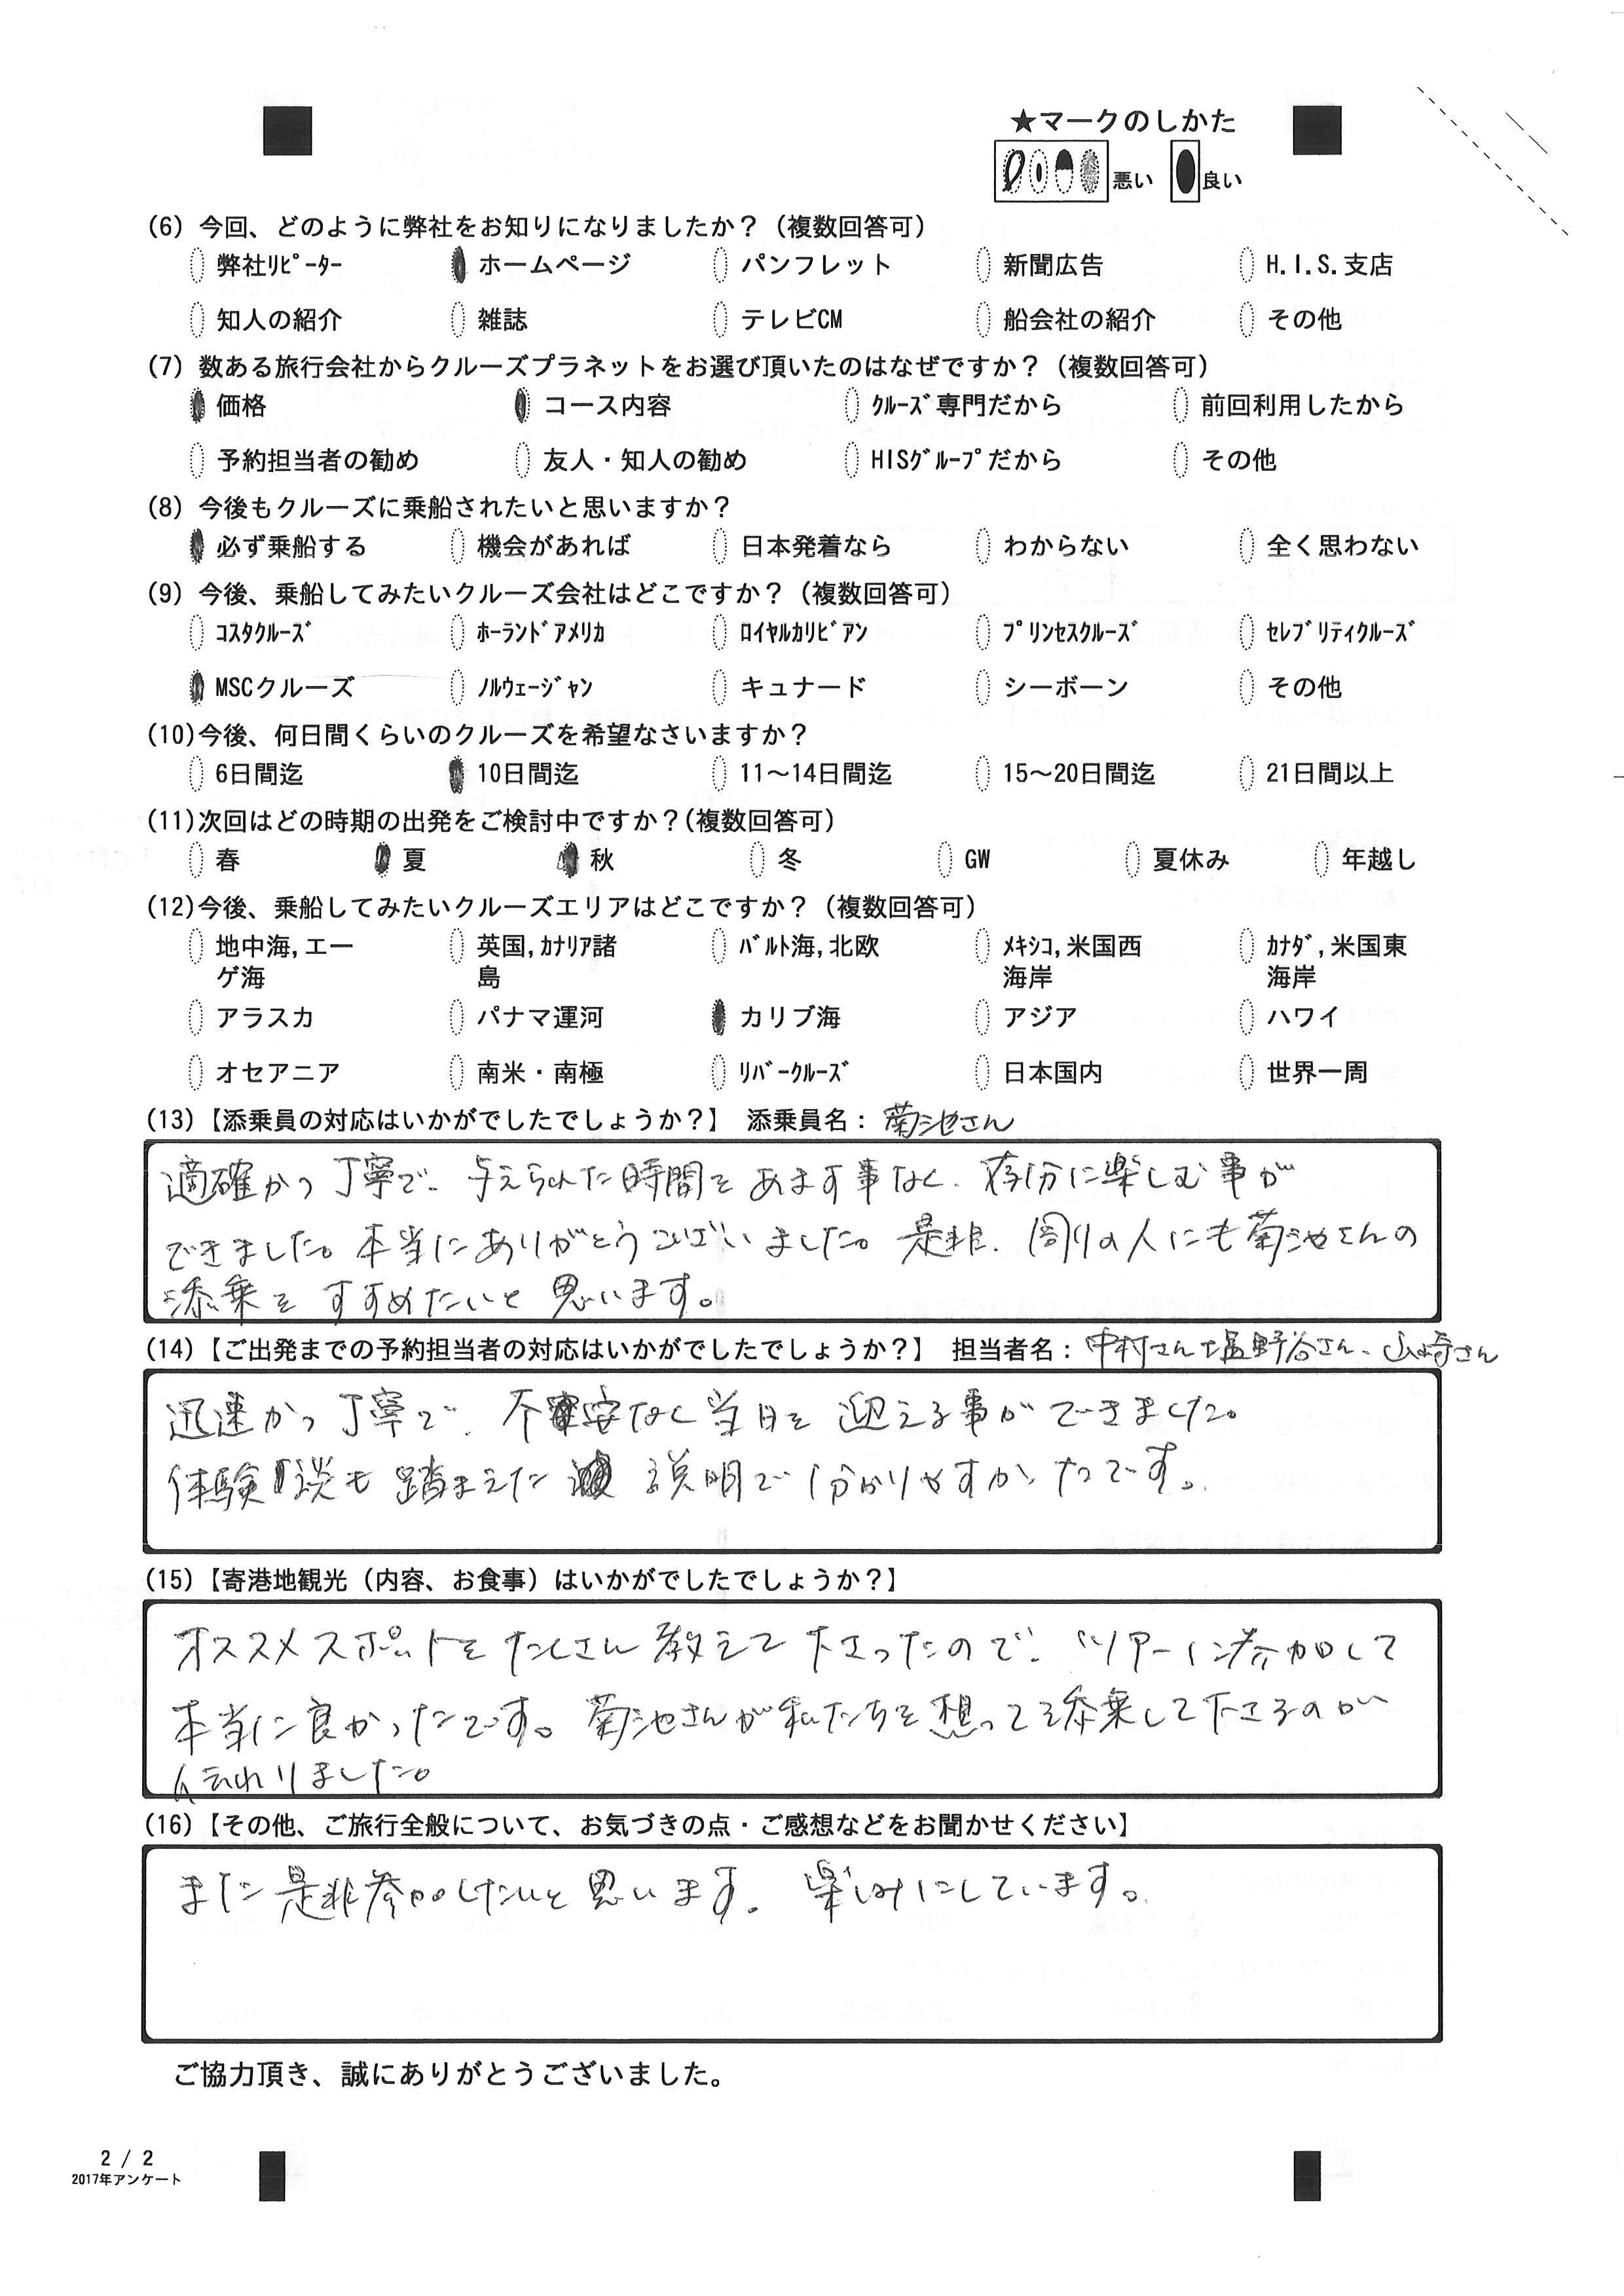 ★マークのしかた
悪い 良い
(6) 今回、どのように弊社をお知りになりましたか？（複数回答可）
弊社ﾘﾋﾟｰﾀｰ ホームページ パンフレット 新聞広告 H.I.S.支店
知人の紹介 雑誌 テレビCM 船会社の紹介 その他
(7) 数ある旅行会社からクルーズプラネットをお選び頂いたのはなぜですか？（複数回答可）
価格 コース内容 ｸﾙｰｽﾞ専門だから 前回利用したから
予約担当者の勧め 友人・知人の勧め HISｸﾞﾙｰﾌﾟだから その他
(8) 今後もクルーズに乗船されたいと思いますか？
必ず乗船する 機会があれば 日本発着なら わからない 全く思わない
(9) 今後、乗船してみたいクルーズ会社はどこですか？（複数回答可）
ｺｽﾀｸﾙｰｽﾞ ﾎｰﾗﾝﾄﾞｱﾒﾘｶ ﾛｲﾔﾙｶﾘﾋﾞｱﾝ ﾌﾟﾘﾝｾｽｸﾙｰｽﾞ ｾﾚﾌﾞﾘﾃｨｸﾙｰｽﾞ
MSCクルーズ ﾉﾙｳｪｰｼﾞｬﾝ キュナード シーボーン その他
(10)今後、何日間くらいのクルーズを希望なさいますか？
6日間迄 10日間迄 11～14日間迄 15～20日間迄 21日間以上
(11)次回はどの時期の出発をご検討中ですか？(複数回答可）
春 夏 秋 冬 GW 夏休み 年越し
(12)今後、乗船してみたいクルーズエリアはどこですか？（複数回答可）
地中海,エー 英国,ｶﾅﾘｱ諸 ﾊﾞﾙﾄ海,北欧 ﾒｷｼｺ,米国西 ｶﾅﾀﾞ,米国東
ゲ海 島 海岸 海岸
アラスカ パナマ運河 カリブ海 アジア ハワイ
オセアニア 南米・南極 ﾘﾊﾞｰｸﾙｰｽﾞ 日本国内 世界一周
(13)【添乗員の対応はいかがでしたでしょうか？】 添乗員名：菊池さん
適確かつ丁寧で、与えられた時間をあます事なく、存分に楽しむ事が
できました。本当にありがとうございました。是非、周りの人にも菊池さんの
添乗をすすめたいと思います。
(14)【ご出発までの予約担当者の対応はいかがでしたでしょうか？】 担当者名：中村さん、塩野谷さん、山崎さん
迅速かつ丁寧で、不安なく当日を迎える事ができました。
体験談も踏まえた説明で分かりやすかったです。
(15)【寄港地観光（内容、お食事）はいかがでしたでしょうか？】
オススメスポットをたくさん教えて下さったので、ツアーに参加して
本当に良かったです。菊池さんが私たちを想って添乗して下さるのが
伝わりました。
(16)【その他、ご旅行全般について、お気づきの点・ご感想などをお聞かせください】
また是非参加したいと思います。楽しみにしています。
ご協力頂き、誠にありがとうございました。
2 / 2
2017年アンケート